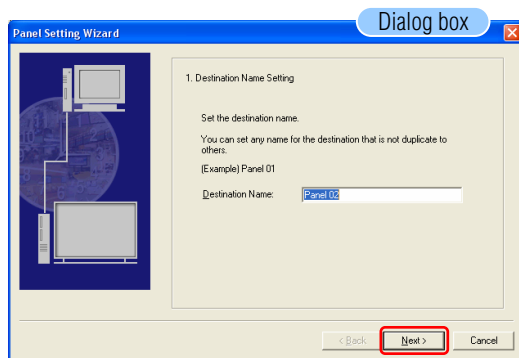 Dialog box
Panel Setting Wizard
1. Destination Name Setting
Set the destination name.
You can set any name for the destination that is not duplicate to
others.
(Example) Panel 01
Destination Name: Panel 02
< Back Next > Cancel